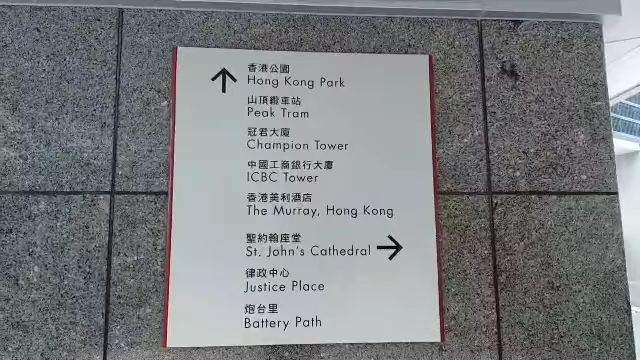 香港公園
Hong Kong Park
山頂纜車站
Peak Tram
冠君大廈
Champion Tower
中國工商銀行大廈
ICBC Tower
香港美利酒店
The Murray, Hong Kong
聖約翰座堂
St. John's Cathedral
律政中心
Justice Place
炮台里
Battery Path